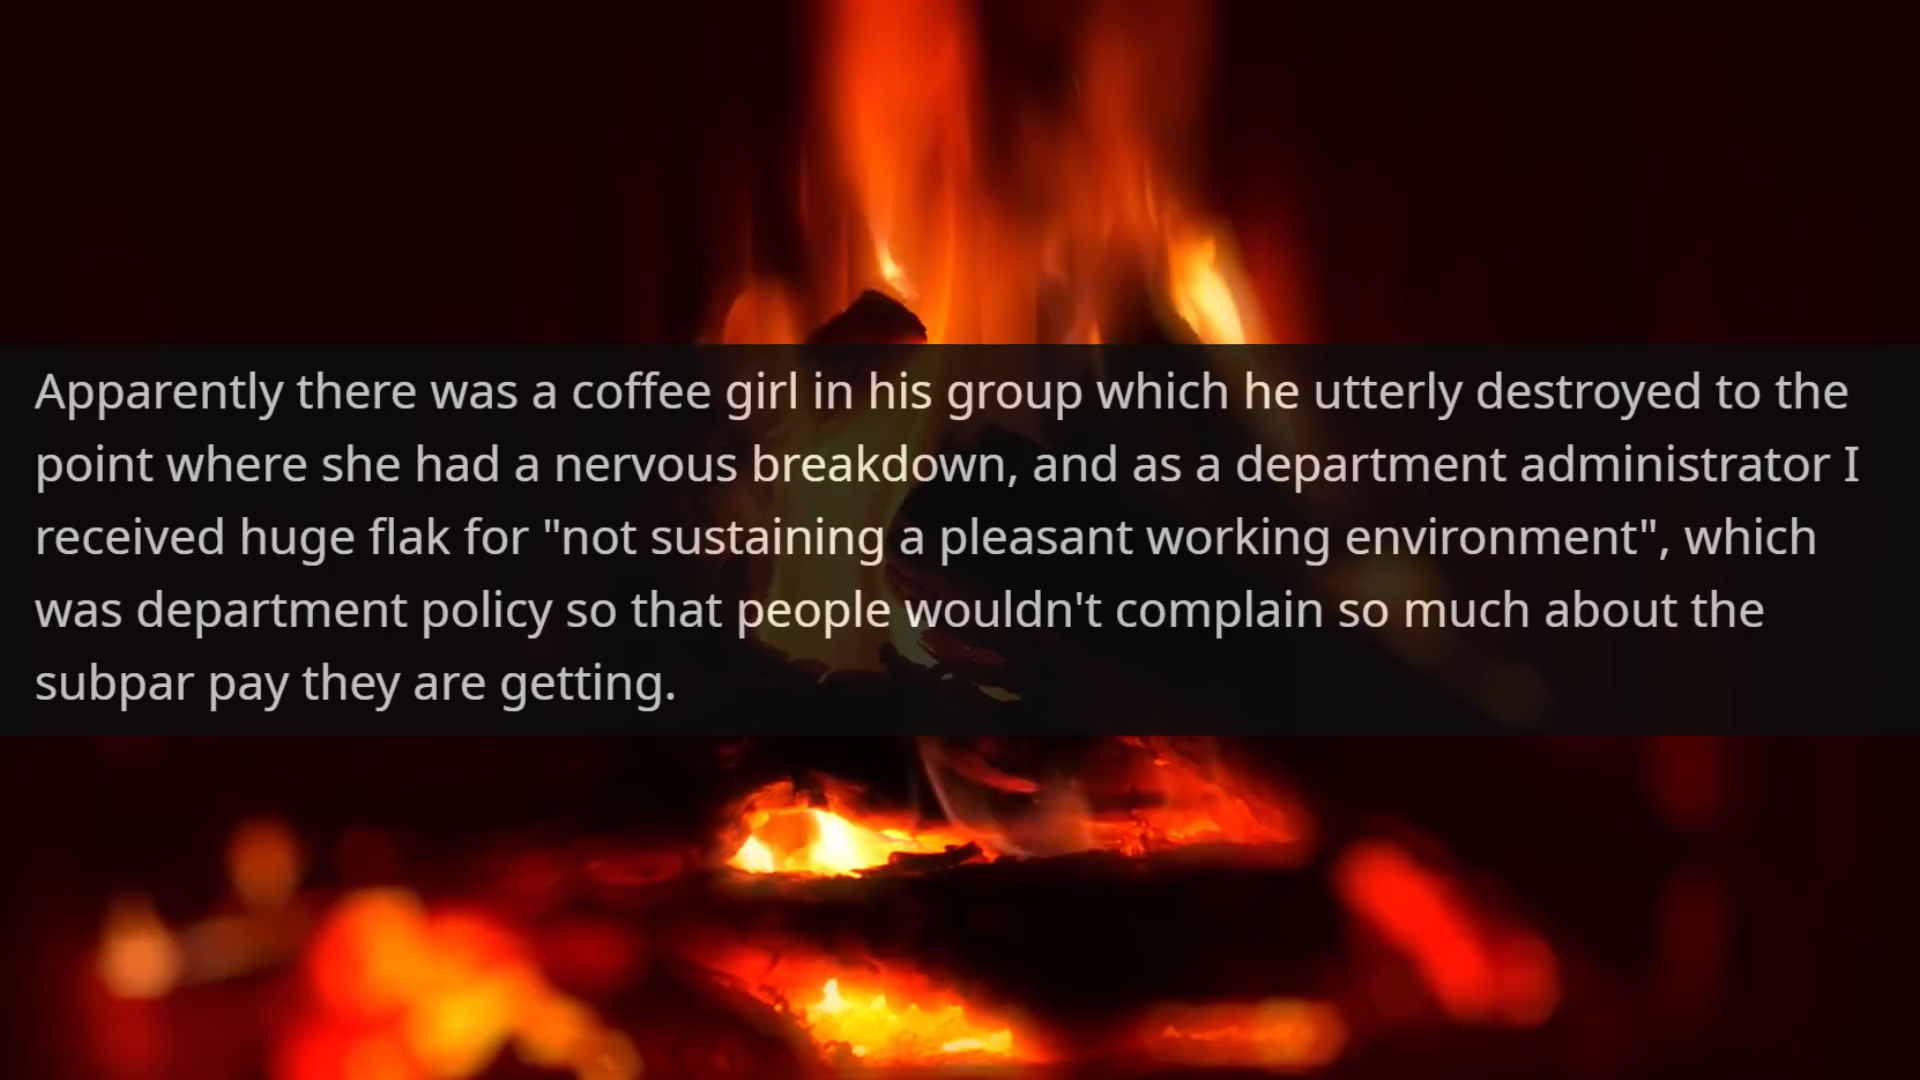 Apparently there was a coffee girl in his group which he utterly destroyed to the
point where she had a nervous breakdown, and as a department administrator I
received huge flak for "not sustaining a pleasant working environment", which
was department policy so that people wouldn't complain so much about the
subpar pay they are getting.